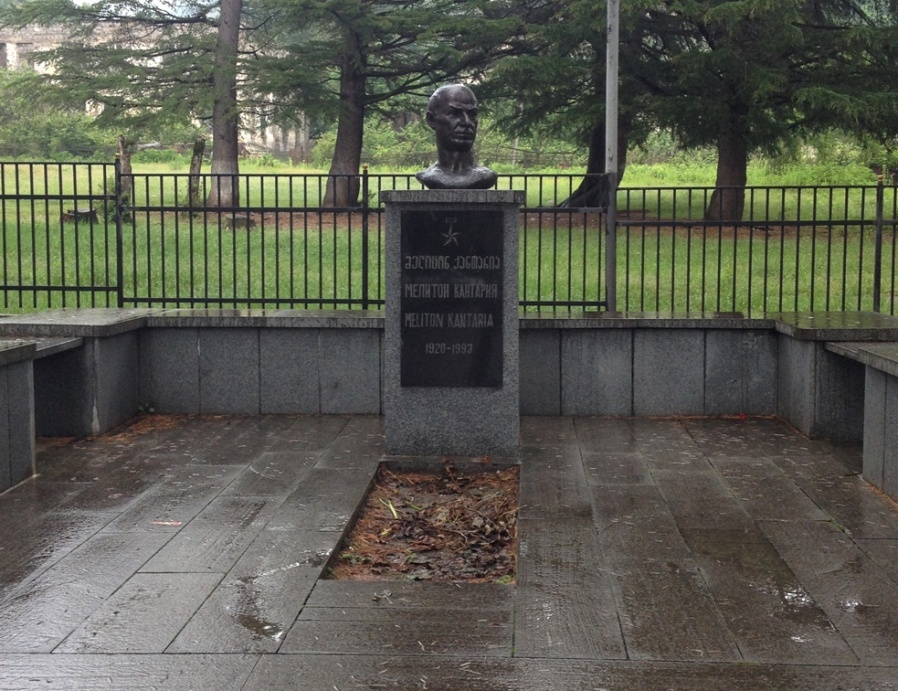 მელიტონ ქანთარია
МЕЛИТОН КАНТАРИЯ
MELITON KANTARIA
1920-1993